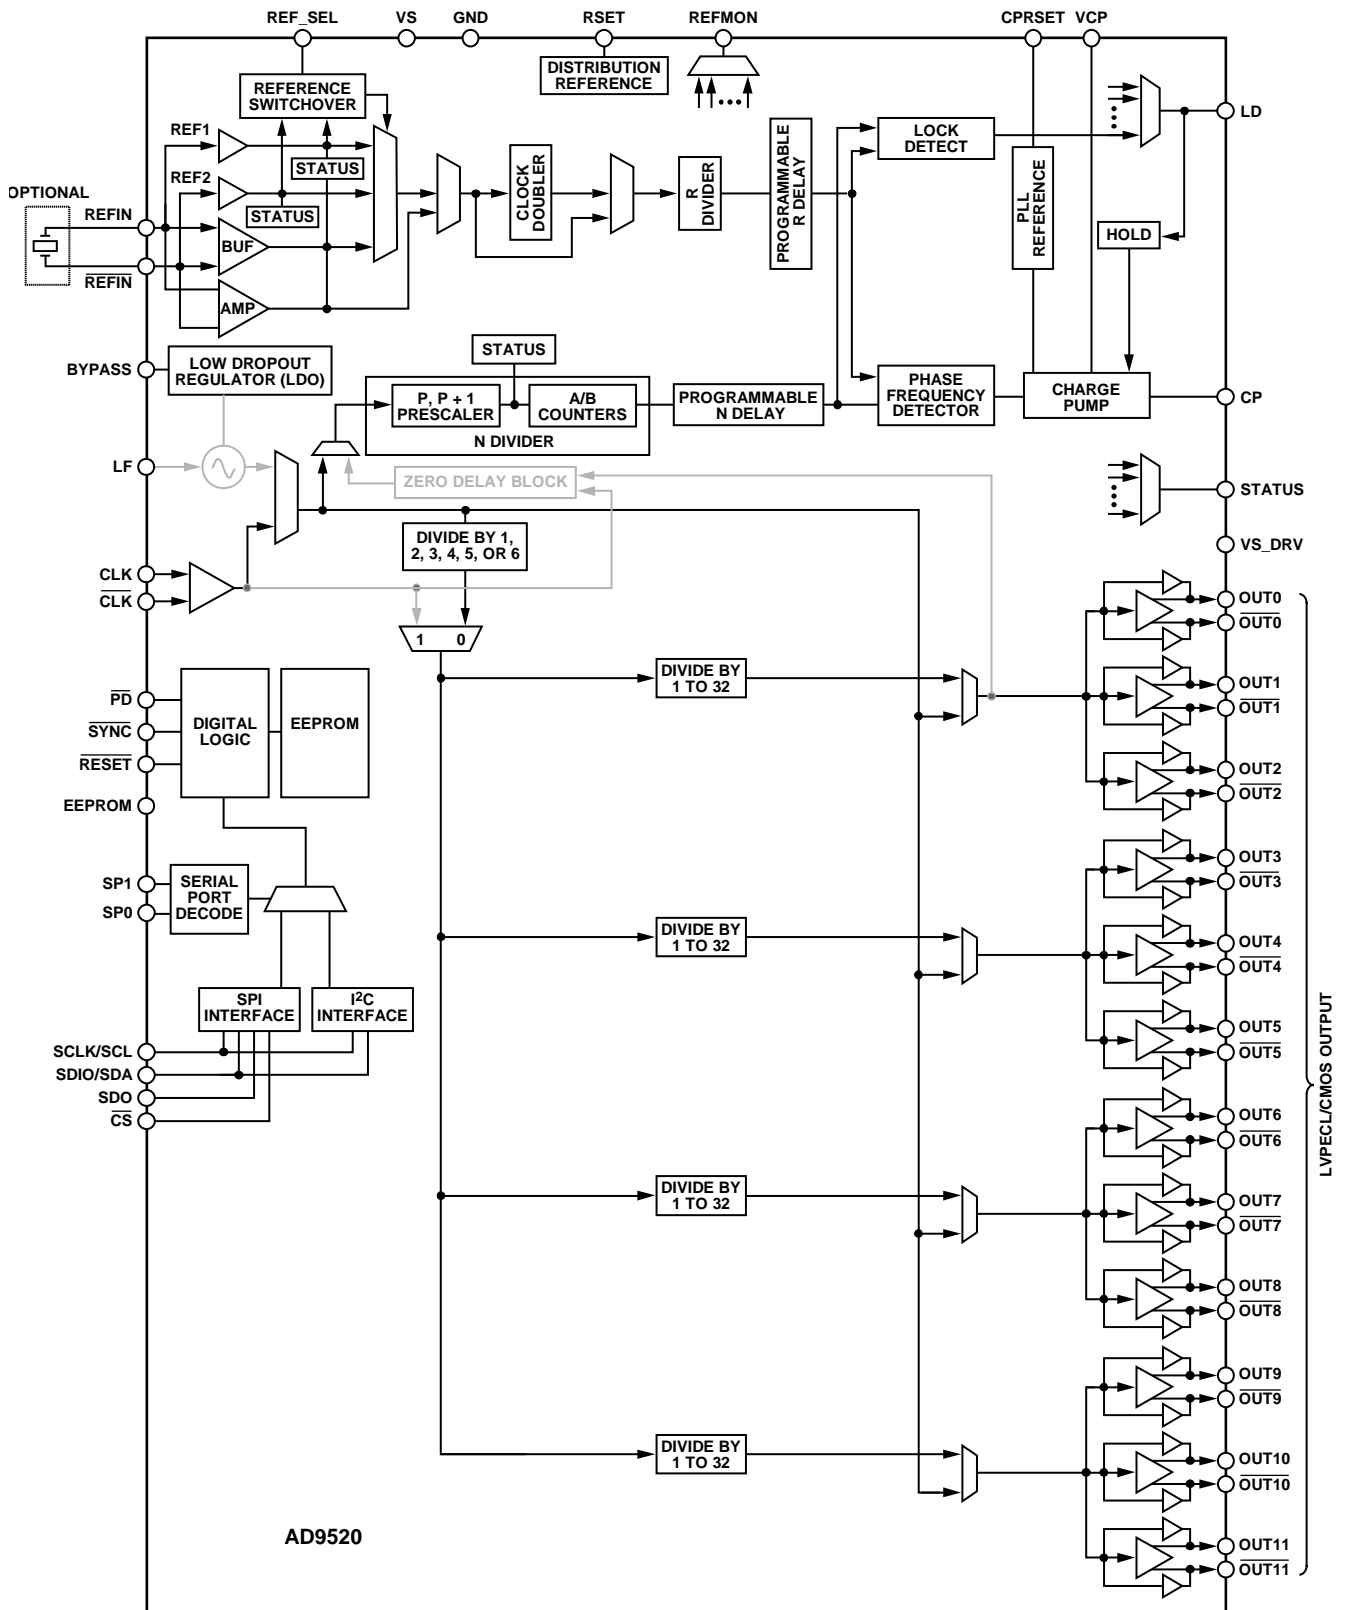 REF_SEL VS GND RSET REFMON CPRSET VCP
DISTRIBUTION
REFERENCE
REFERENCE
SWITCHOVER
REF1
STATUS
REF2
STATUS
OPTIONAL
REFIN
REFIN
BUF
AMP
CLOCK
DOUBLER
R
DIVIDER
PROGRAMMABLE
R DELAY
LOCK
DETECT
PLL
REFERENCE
HOLD
LD
BYPASS
LOW DROPOUT
REGULATOR (LDO)
STATUS
P, P + 1
PRESCALER
A/B
COUNTERS
N DIVIDER
PROGRAMMABLE
N DELAY
PHASE
FREQUENCY
DETECTOR
CHARGE
PUMP
CP
LF
ZERO DELAY BLOCK
STATUS
DIVIDE BY 1,
2, 3, 4, 5, OR 6
VS_DRV
CLK
CLK
1 0
OUT0
OUT0
DIVIDE BY
1 TO 32
OUT1
OUT1
OUT2
OUT2
PD
SYNC
RESET
EEPROM
DIGITAL
LOGIC
EEPROM
SP1
SP0
SERIAL
PORT
DECODE
OUT3
OUT3
DIVIDE BY
1 TO 32
OUT4
OUT4
OUT5
OUT5
SPI
INTERFACE
I²C
INTERFACE
SCLK/SCL
SDIO/SDA
SDO
CS
LVPECL/CMOS OUTPUT
OUT6
OUT6
DIVIDE BY
1 TO 32
OUT7
OUT7
OUT8
OUT8
OUT9
OUT9
DIVIDE BY
1 TO 32
OUT10
OUT10
OUT11
OUT11
AD9520